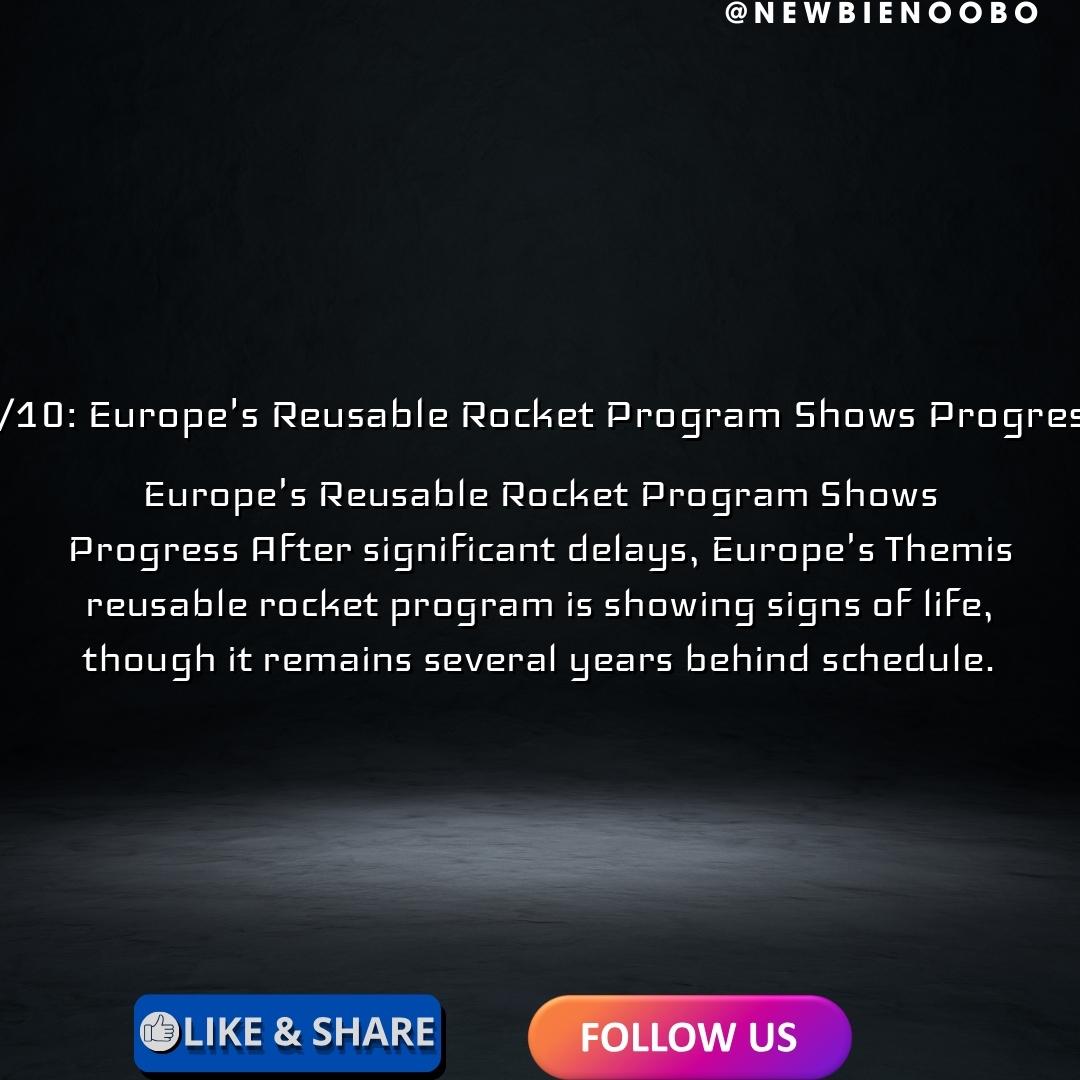 @NEWBIENOOBO
/10: Europe's Reusable Rocket Program Shows Progres
Europe's Reusable Rocket Program Shows
Progress After significant delays, Europe's Themis
reusable rocket program is showing signs of life,
though it remains several years behind schedule.
LIKE & SHARE
FOLLOW US